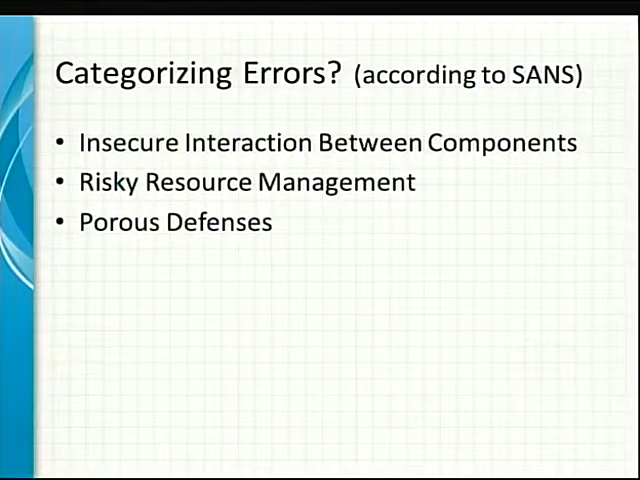 Categorizing Errors? (according to SANS)
• Insecure Interaction Between Components
• Risky Resource Management
• Porous Defenses